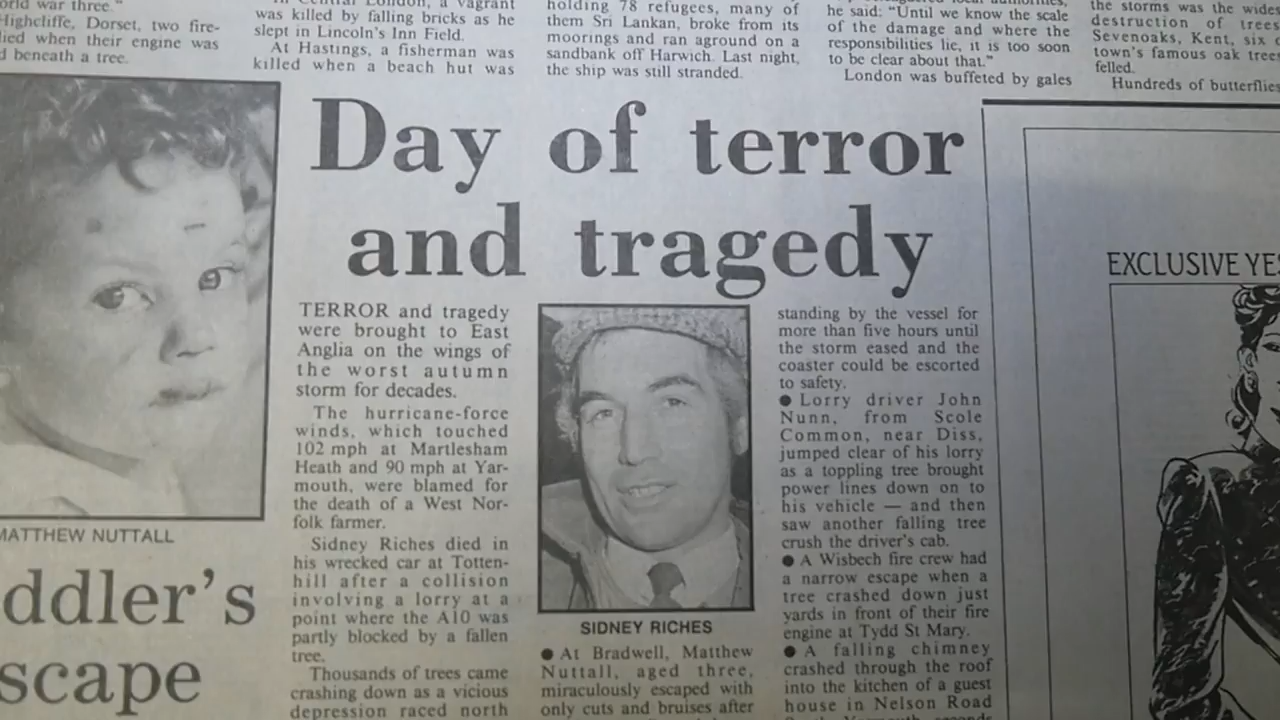 world war three."
Highcliffe, Dorset, two fire-
died when their engine was
beneath a tree.
In Central London, a vagrant
was killed by falling bricks as he
slept in Lincoln's Inn Field.
At Hastings, a fisherman was
killed when a beach hut was
holding 78 refugees, many of
them Sri Lankan, broke from its
moorings and ran aground on a
sandbank off Harwich. Last night,
the ship was still stranded.
he said: "Until we know the scale
of the damage and where the
responsibilities lie, it is too soon
to be clear about that."
London was buffeted by gales
the storms was the wides
destruction of trees
Sevenoaks, Kent, six o
town's famous oak trees
felled.
Hundreds of butterflies
MATTHEW NUTTALL
ddler's
scape
Day of terror
and tragedy
TERROR and tragedy
were brought to East
Anglia on the wings of
the worst autumn
storm for decades.
The hurricane-force
winds, which touched
102 mph at Martlesham
Heath and 90 mph at Yar-
mouth, were blamed for
the death of a West Nor-
folk farmer.
Sidney Riches died in
his wrecked car at Totten-
hill after a collision
involving a lorry at a
point where the A10 was
partly blocked by a fallen
tree.
Thousands of trees came
crashing down as a vicious
depression raced north
SIDNEY RICHES
● At Bradwell, Matthew
Nuttall, aged three,
miraculously escaped with
only cuts and bruises after
standing by the vessel for
more than five hours until
the storm eased and the
coaster could be escorted
to safety.
● Lorry driver John
Nunn, from Scole
Common, near Diss,
jumped clear of his lorry
as a toppling tree brought
power lines down on to
his vehicle — and then
saw another falling tree
crush the driver's cab.
● A Wisbech fire crew had
a narrow escape when a
tree crashed down just
yards in front of their fire
engine at Tydd St Mary.
● A falling chimney
crashed through the roof
into the kitchen of a guest
house in Nelson Road
EXCLUSIVE YE